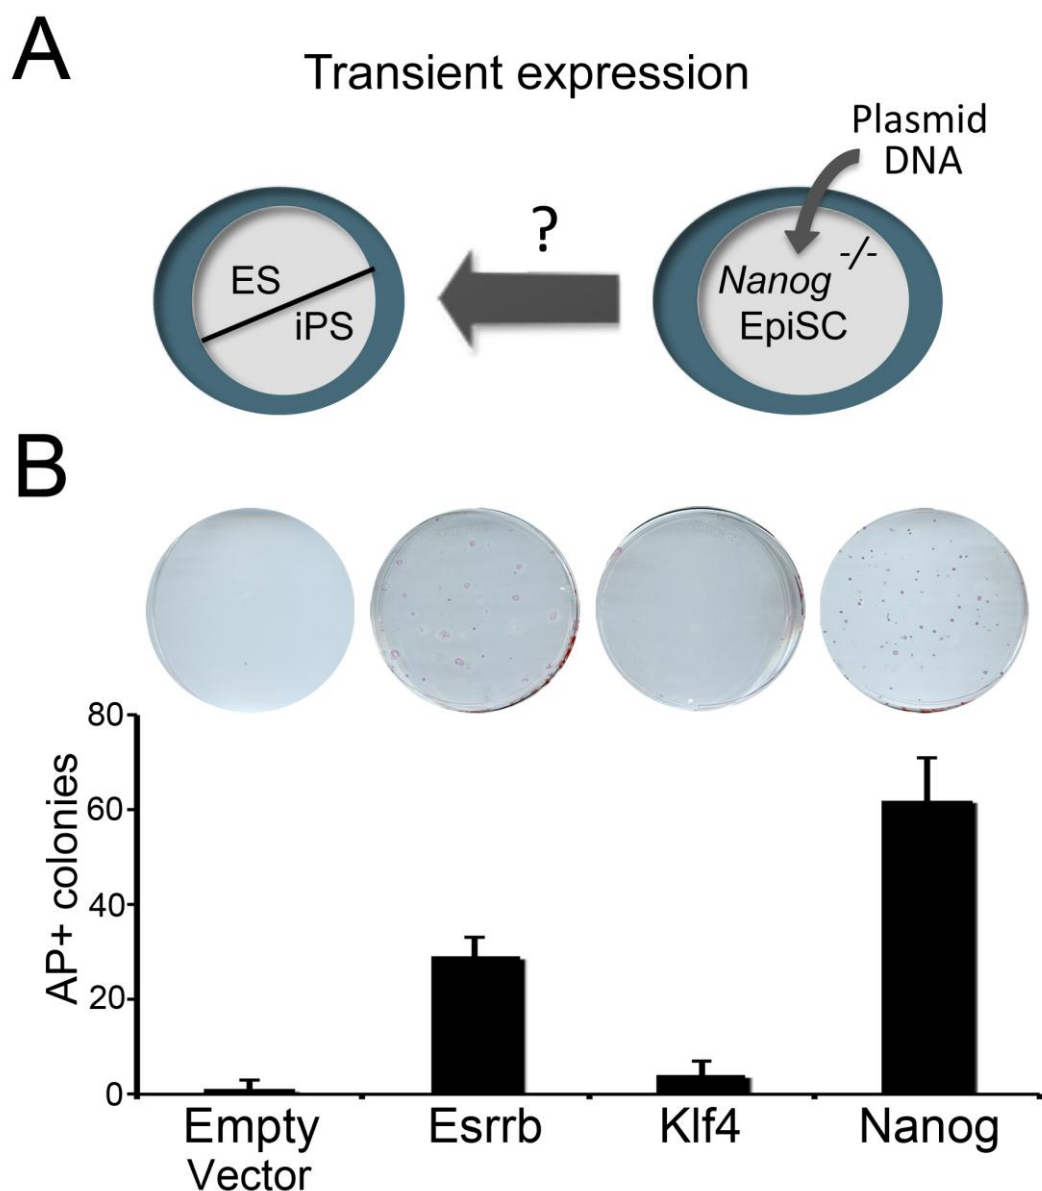 A
Transient expression
Plasmid
DNA
?
ES
iPS
Nanog -/-
EpiSC
B
AP+ colonies
80
60
40
20
0
Empty
Vector
Esrrb
Klf4
Nanog